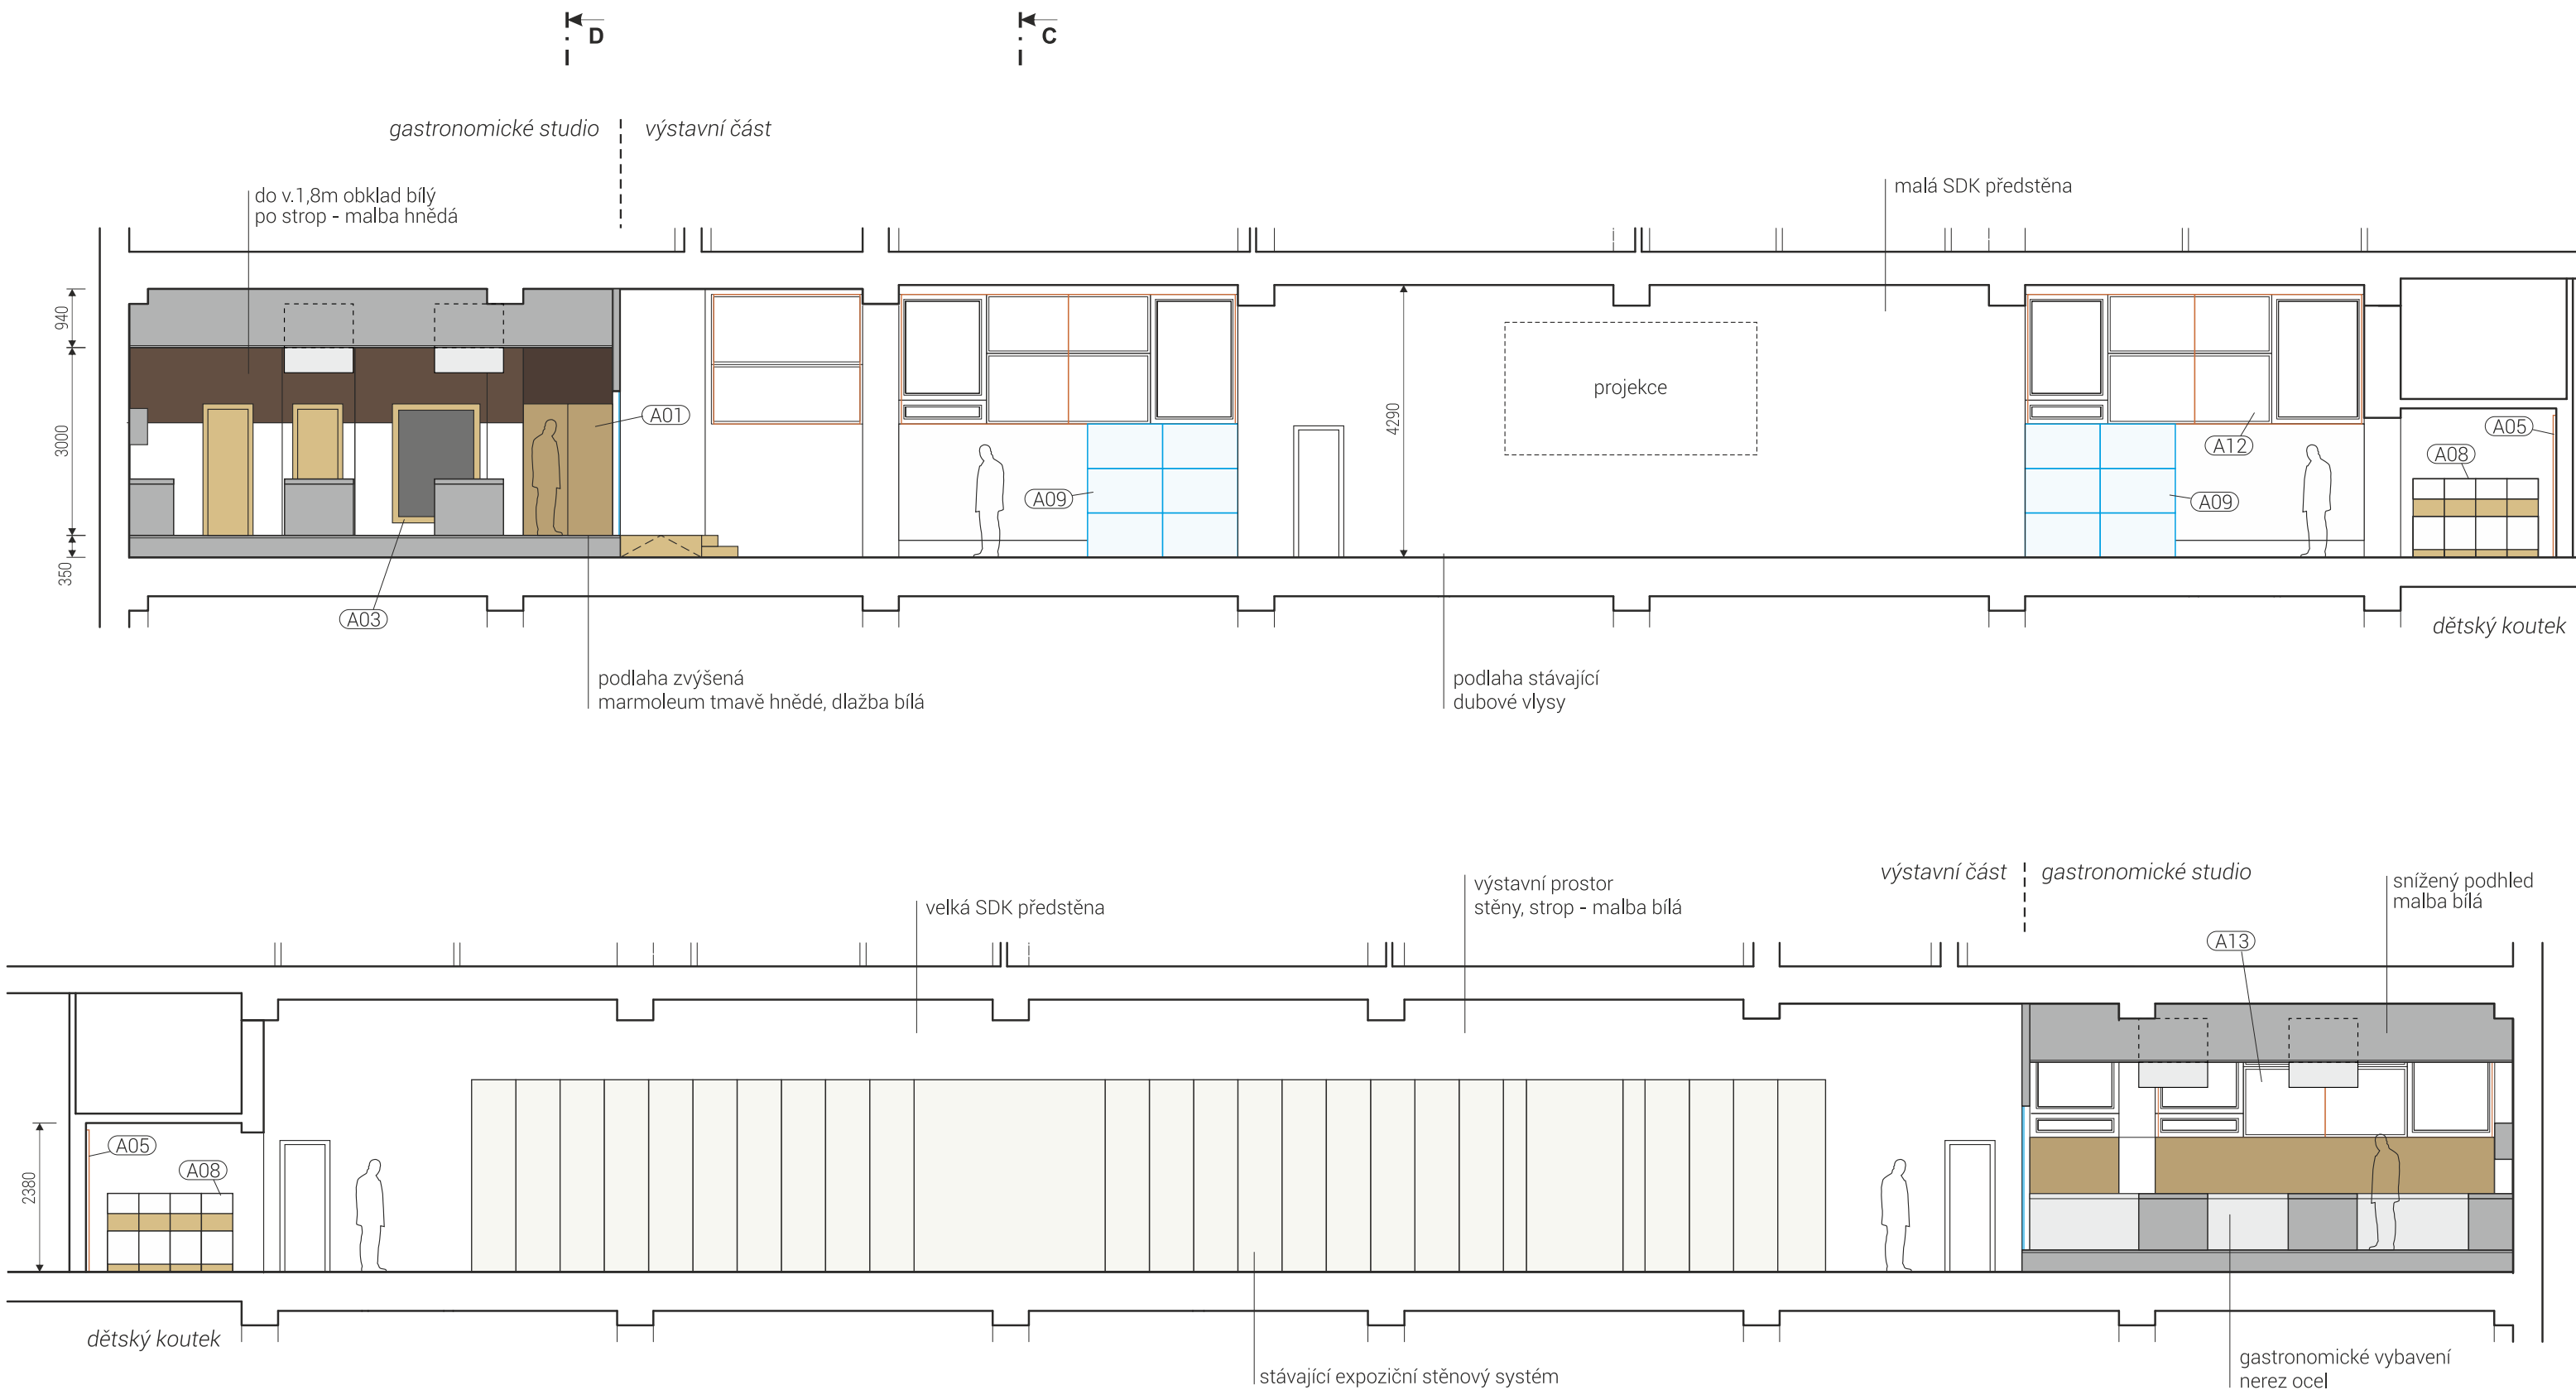 D
C
gastronomické studio
výstavní část
do v.1,8m obklad bílý
po strop - malba hnědá
malá SDK předstěna
940
3000
350
A01
A03
A09
4290
projekce
A12
A09
A05
A08
dětský koutek
podlaha zvýšená
marmoleum tmavě hnědé, dlažba bílá
podlaha stávající
dubové vlysy
velká SDK předstěna
výstavní prostor
stěny, strop - malba bílá
výstavní část
gastronomické studio
snížený podhled
malba bílá
A13
A05
A08
2380
dětský koutek
stávající expoziční stěnový systém
gastronomické vybavení
nerez ocel